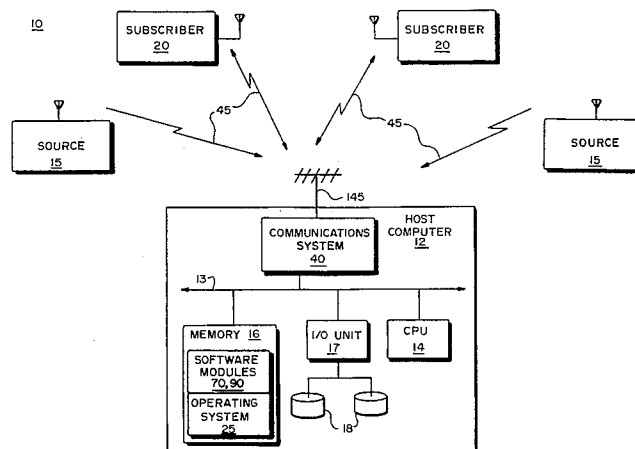 10
SUBSCRIBER
20
SUBSCRIBER
20
45
45
SOURCE
15
SOURCE
15
145
COMMUNICATIONS
SYSTEM
40
HOST
COMPUTER
12
13
MEMORY 16
SOFTWARE
MODULES
70,90
OPERATING
SYSTEM
25
I/O UNIT
17
CPU
14
18